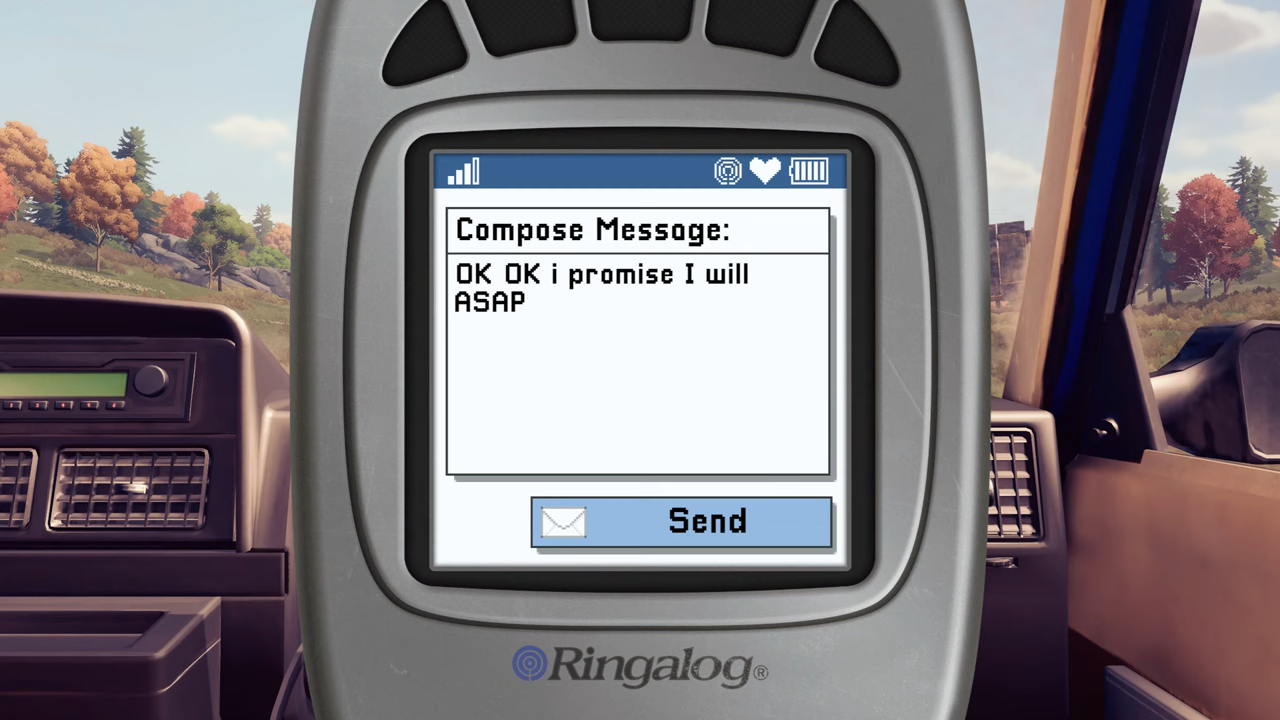 Compose Message:
OK OK i promise I will
ASAP
Send
Ringalog®